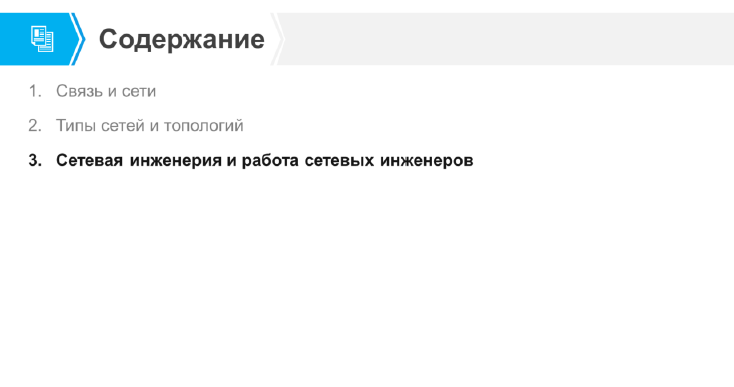 Содержание
1. Связь и сети
2. Типы сетей и топологий
3. Сетевая инженерия и работа сетевых инженеров